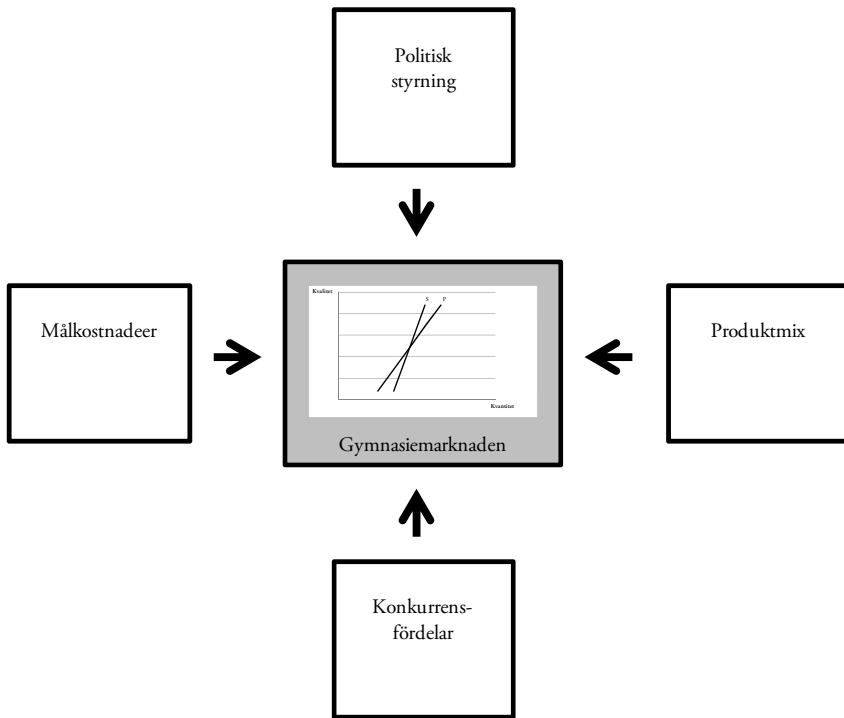 Politisk
styrning
Målkostnadeer
Kvalitet
S P
Kvantitet
Gymnasiemarknaden
Produktmix
Konkurrens-
fördelar